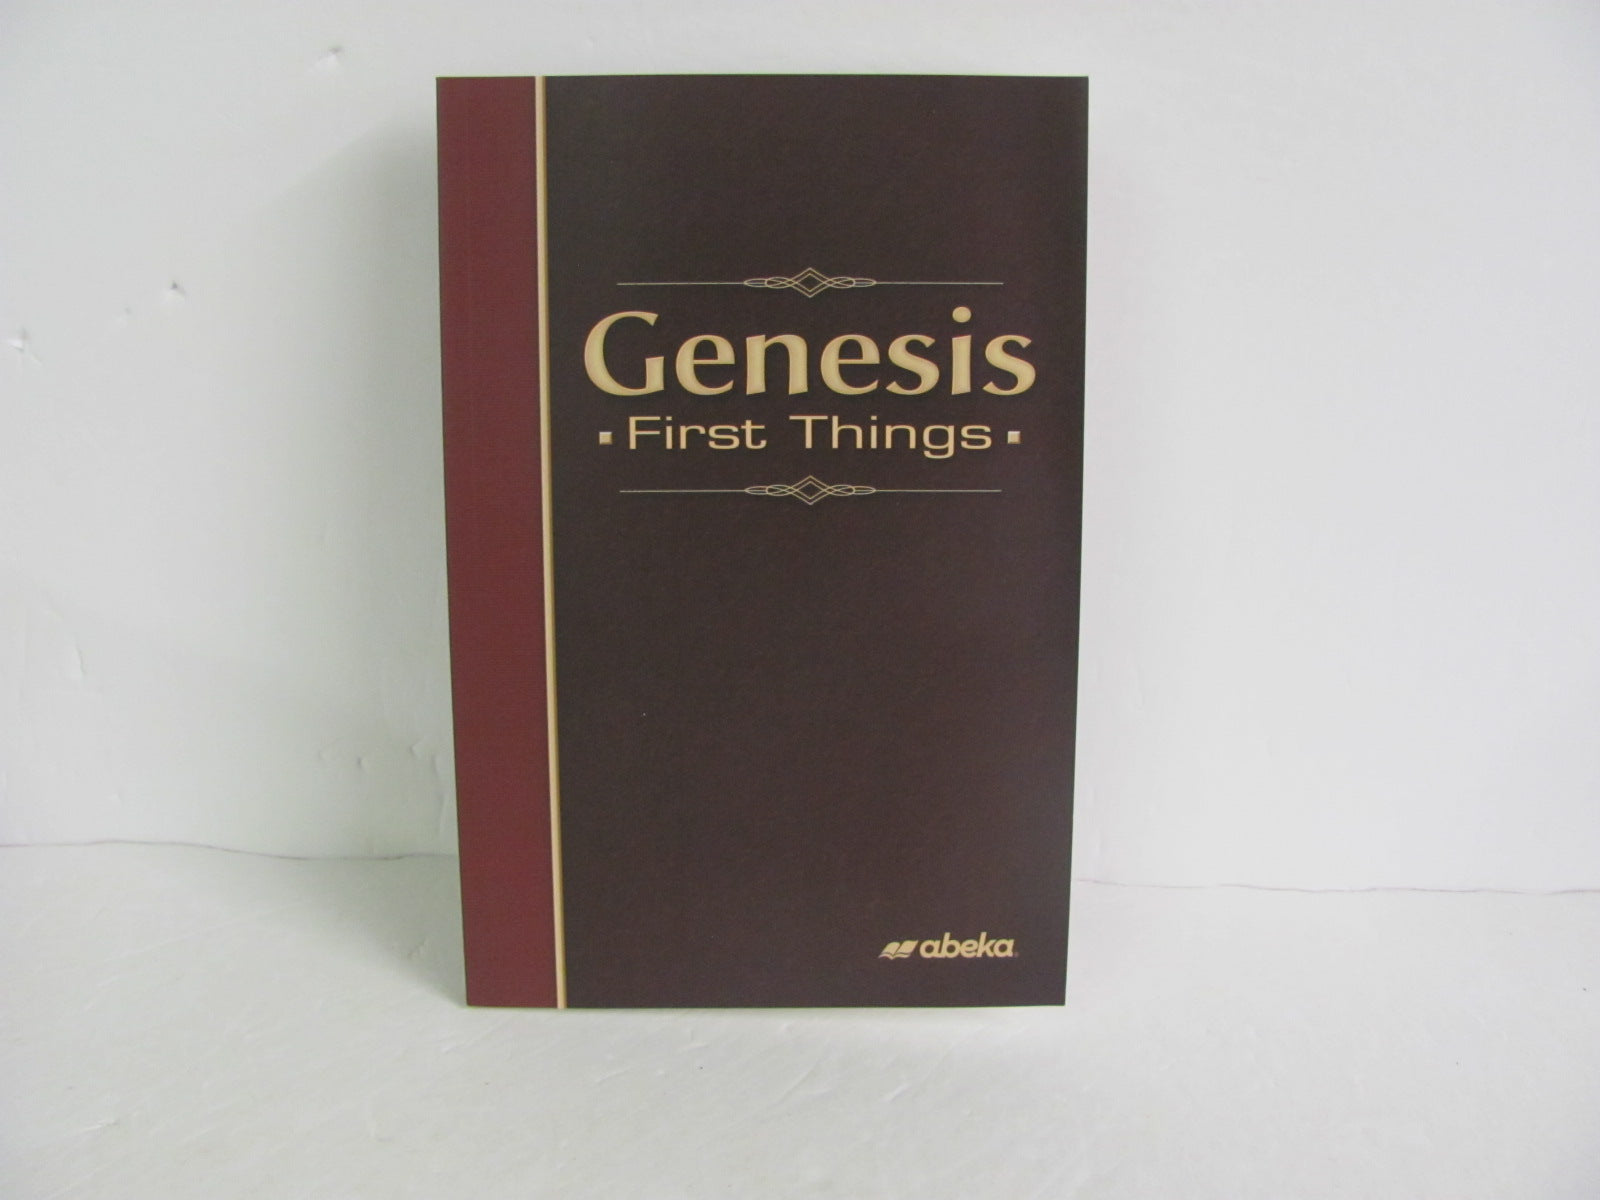 Genesis
First Things
abeka